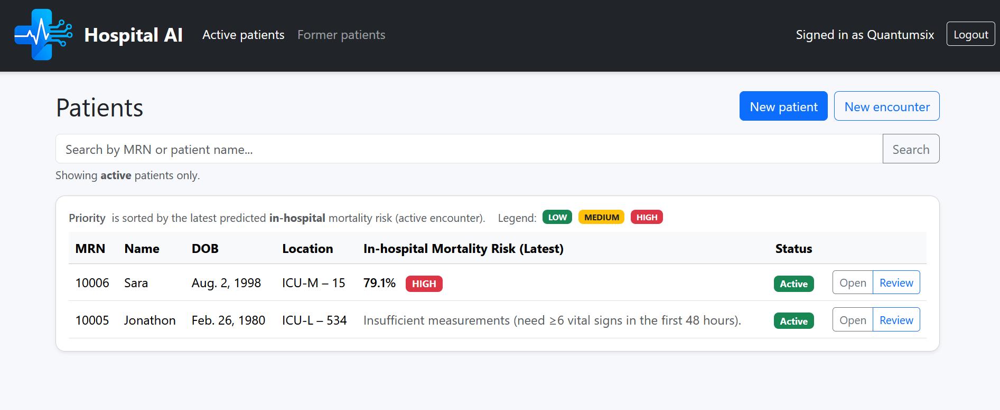 Hospital AI Active patients Former patients Signed in as Quantumsix Logout
Patients New patient New encounter
Search by MRN or patient name... Search
Showing active patients only.
Priority is sorted by the latest predicted in-hospital mortality risk (active encounter). Legend: LOW MEDIUM HIGH
MRN Name DOB Location In-hospital Mortality Risk (Latest) Status
10006 Sara Aug. 2, 1998 ICU-M – 15 79.1% HIGH Active Open Review
10005 Jonathon Feb. 26, 1980 ICU-L – 534 Insufficient measurements (need ≥6 vital signs in the first 48 hours). Active Open Review